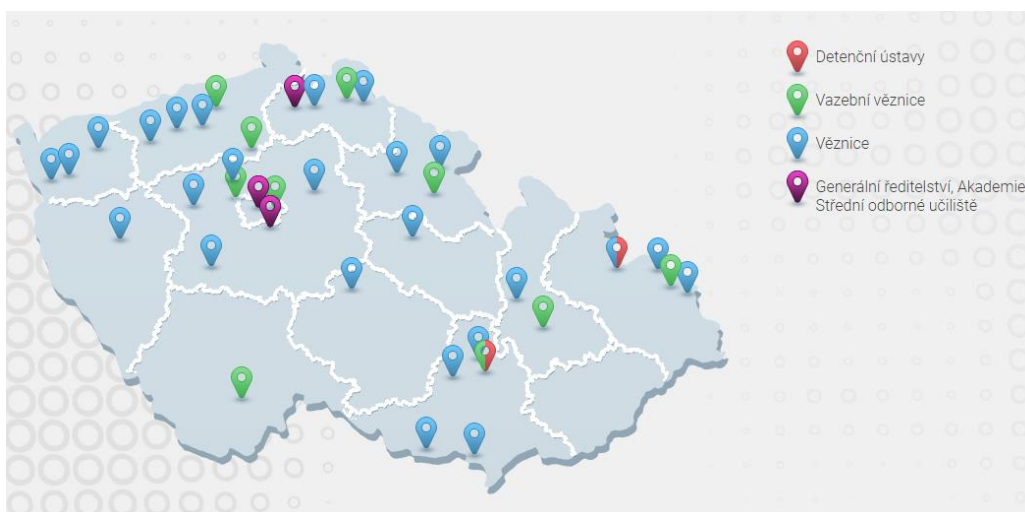 Detenční ústavy
Vazební věznice
Věznice
Generální ředitelství, Akademie
Střední odborné učiliště